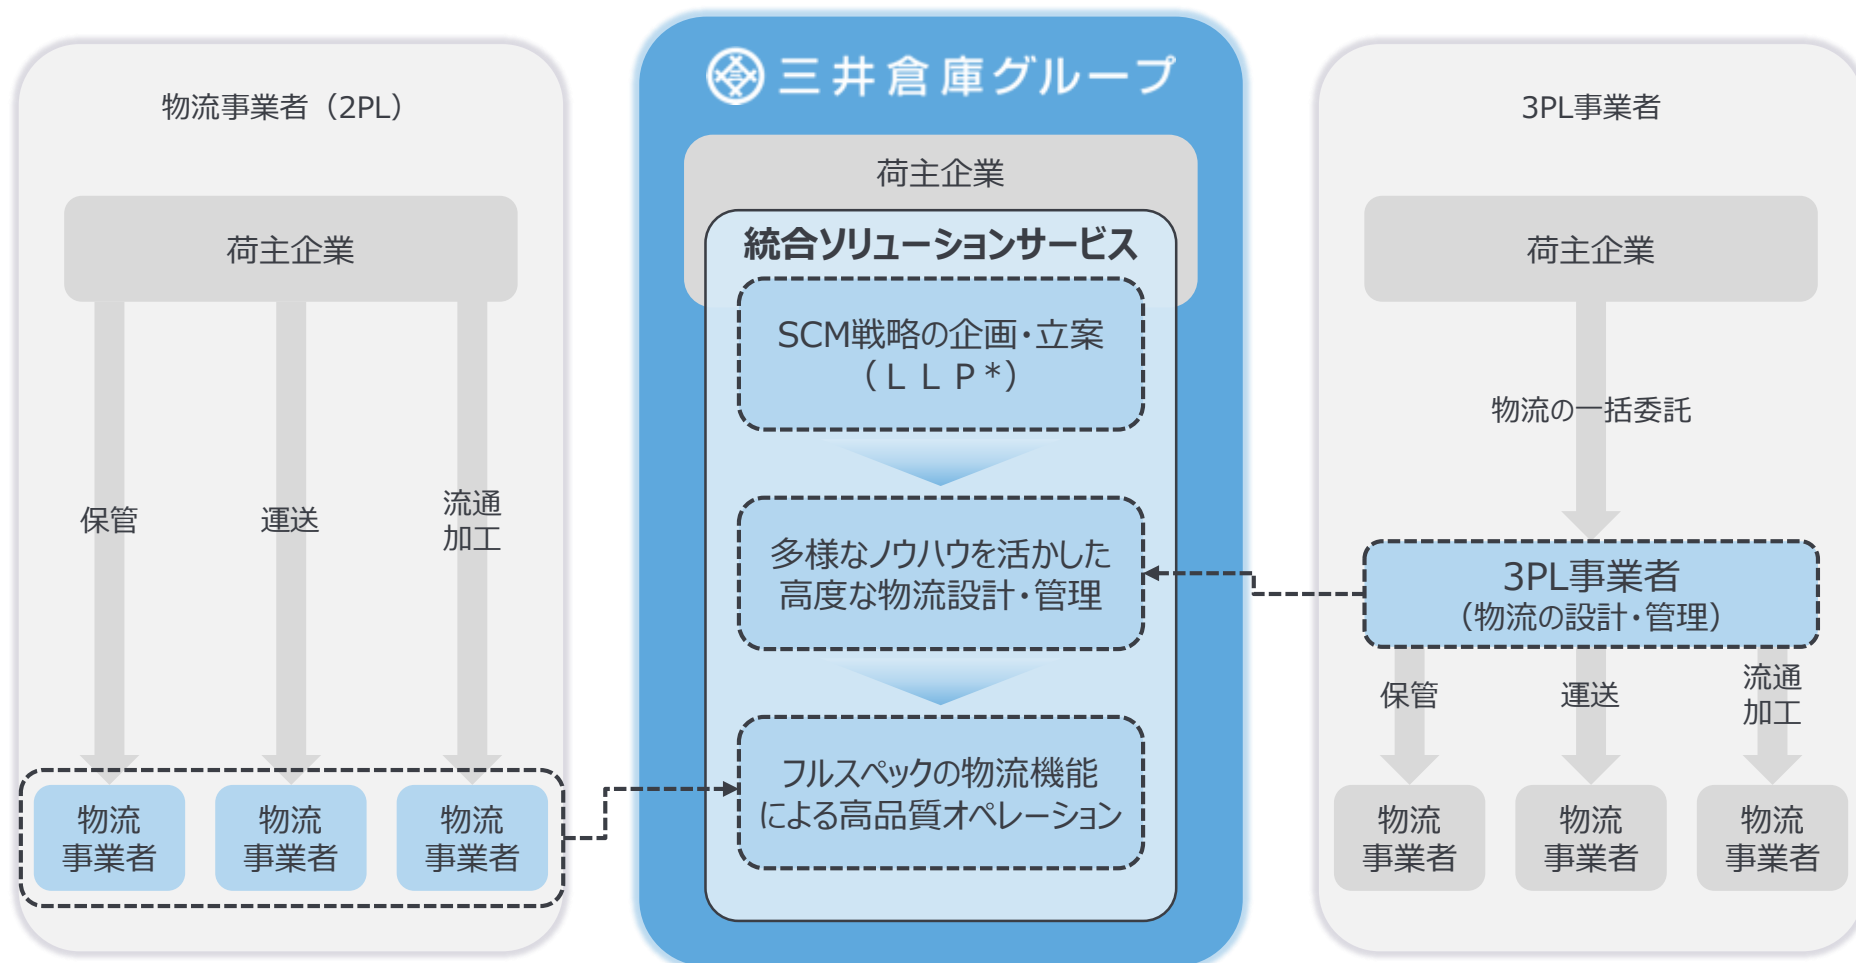 物流事業者（2PL）
荷主企業
保管
運送
流通
加工
物流
事業者
物流
事業者
物流
事業者
三井倉庫グループ
荷主企業
統合ソリューションサービス
SCM戦略の企画・立案
（ＬＬＰ*）
多様なノウハウを活かした
高度な物流設計・管理
フルスペックの物流機能
による高品質オペレーション
3PL事業者
荷主企業
物流の一括委託
3PL事業者
（物流の設計・管理）
保管
運送
流通
加工
物流
事業者
物流
事業者
物流
事業者